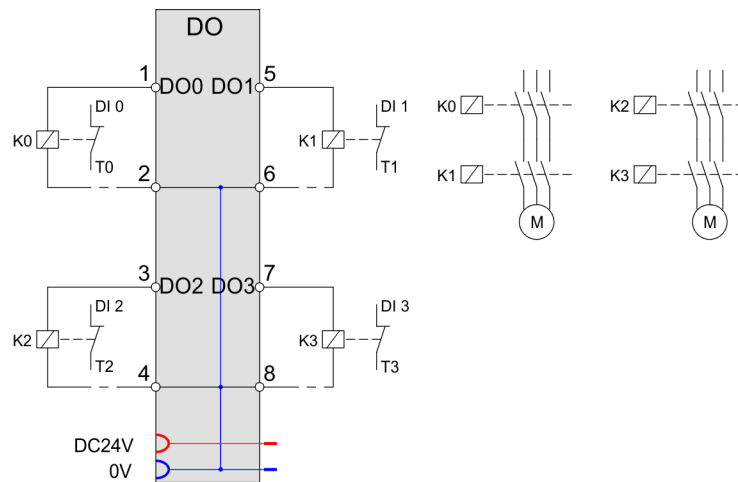 DO
1 DO0 DO1 5
K0 DI 0 T0
K1 DI 1 T1
2 6
3 DO2 DO3 7
K2 DI 2 T2
K3 DI 3 T3
4 8
DC24V
0V
K0
K1
M
K2
K3
M